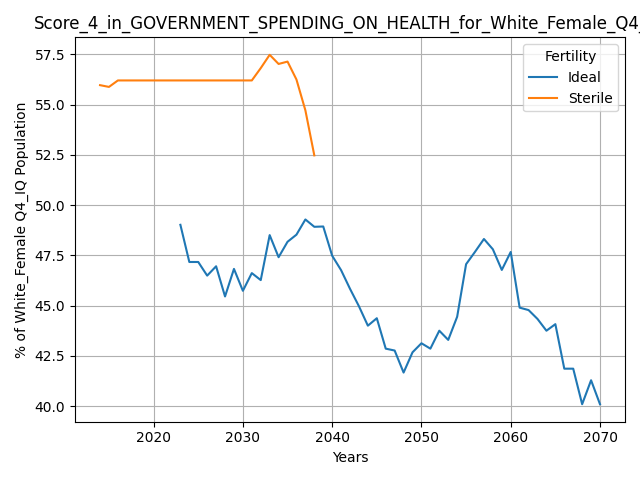 Score_4_in_GOVERNMENT_SPENDING_ON_HEALTH_for_White_Female_Q4_
Fertility
Ideal
Sterile
% of White_Female Q4_IQ Population
57.5
55.0
52.5
50.0
47.5
45.0
42.5
40.0
2020 2030 2040 2050 2060 2070
Years